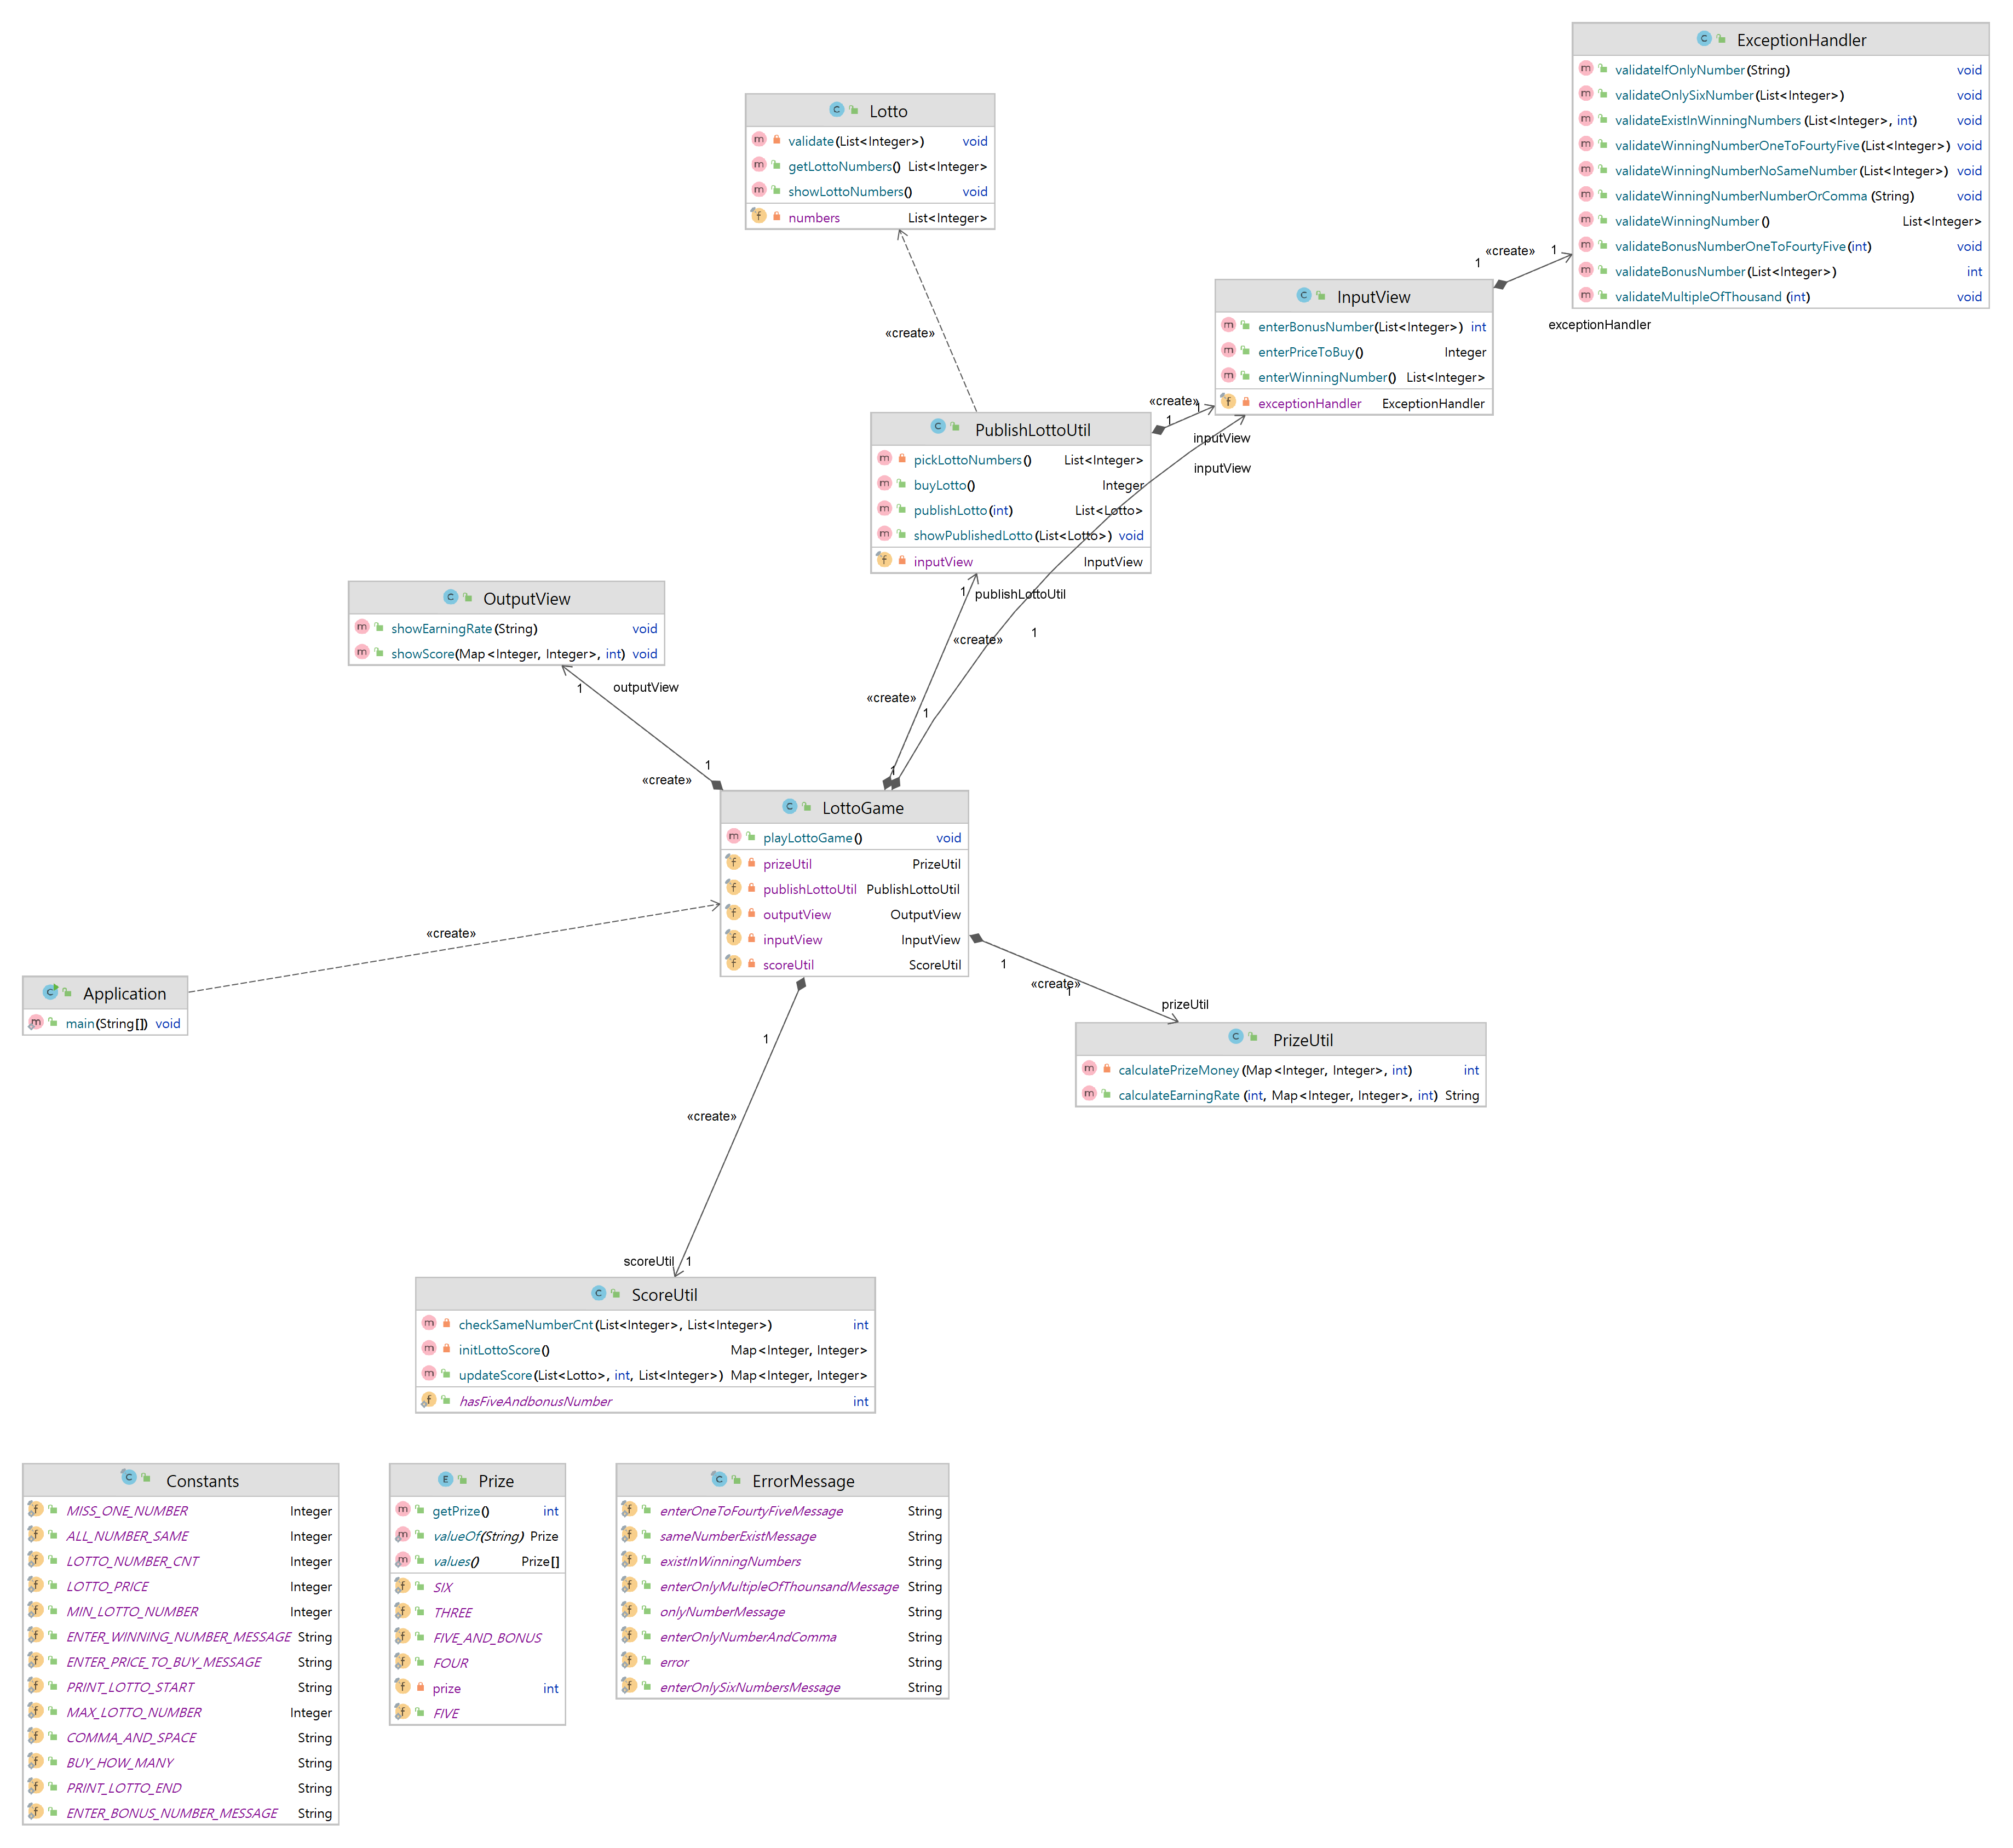 ExceptionHandler
validateIfOnlyNumber(String) void
validateOnlySixNumber(List<Integer>) void
validateExistInWinningNumbers(List<Integer>, int) void
validateWinningNumberOneToFourtyFive(List<Integer>) void
validateWinningNumberNoSameNumber(List<Integer>) void
validateWinningNumberNumberOrComma(String) void
validateWinningNumber() List<Integer>
validateBonusNumberOneToFourtyFive(int) void
validateBonusNumber(List<Integer>) int
validateMultipleOfThousand(int) void
Lotto
validate(List<Integer>) void
getLottoNumbers() List<Integer>
showLottoNumbers() void
numbers List<Integer>
«create»
1
1
exceptionHandler
InputView
enterBonusNumber(List<Integer>) int
enterPriceToBuy() Integer
enterWinningNumber() List<Integer>
exceptionHandler ExceptionHandler
«create»
«create»
1
1
inputView
inputView
PublishLottoUtil
pickLottoNumbers() List<Integer>
buyLotto() Integer
publishLotto(int) List<Lotto>
showPublishedLotto(List<Lotto>) void
inputView InputView
1
publishLottoUtil
«create»
1
OutputView
showEarningRate(String) void
showScore(Map<Integer, Integer>, int) void
1
outputView
«create»
1
1
«create»
1
LottoGame
playLottoGame() void
prizeUtil PrizeUtil
publishLottoUtil PublishLottoUtil
outputView OutputView
inputView InputView
scoreUtil ScoreUtil
«create»
Application
main(String[]) void
1
«create»
1
prizeUtil
PrizeUtil
calculatePrizeMoney(Map<Integer, Integer>, int) int
calculateEarningRate(int, Map<Integer, Integer>, int) String
1
«create»
scoreUtil
1
ScoreUtil
checkSameNumberCnt(List<Integer>, List<Integer>) int
initLottoScore() Map<Integer, Integer>
updateScore(List<Lotto>, int, List<Integer>) Map<Integer, Integer>
hasFiveAndbonusNumber int
Constants
MISS_ONE_NUMBER Integer
ALL_NUMBER_SAME Integer
LOTTO_NUMBER_CNT Integer
LOTTO_PRICE Integer
MIN_LOTTO_NUMBER Integer
ENTER_WINNING_NUMBER_MESSAGE String
ENTER_PRICE_TO_BUY_MESSAGE String
PRINT_LOTTO_START String
MAX_LOTTO_NUMBER Integer
COMMA_AND_SPACE String
BUY_HOW_MANY String
PRINT_LOTTO_END String
ENTER_BONUS_NUMBER_MESSAGE String
Prize
getPrize() int
valueOf(String) Prize
values() Prize[]
SIX
THREE
FIVE_AND_BONUS
FOUR
prize int
FIVE
ErrorMessage
enterOneToFourtyFiveMessage String
sameNumberExistMessage String
existInWinningNumbers String
enterOnlyMultipleOfThounsandMessage String
onlyNumberMessage String
enterOnlyNumberAndComma String
error String
enterOnlySixNumbersMessage String